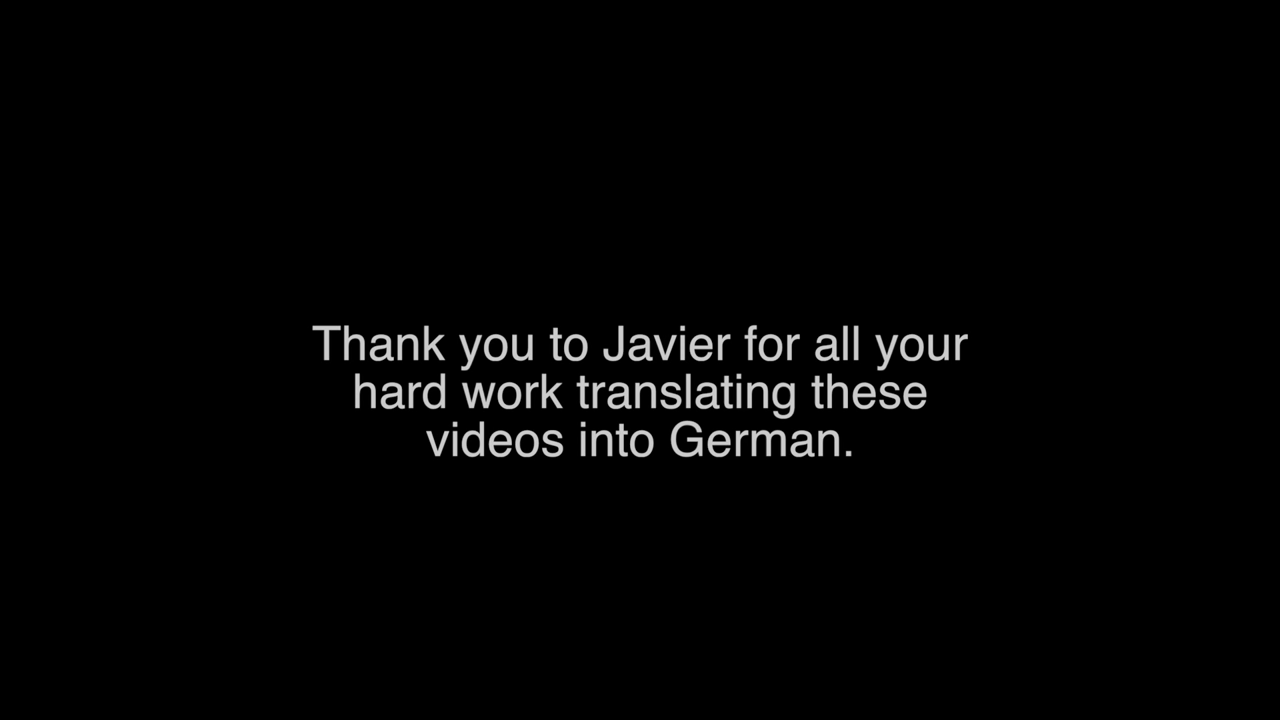 Thank you to Javier for all your
hard work translating these
videos into German.